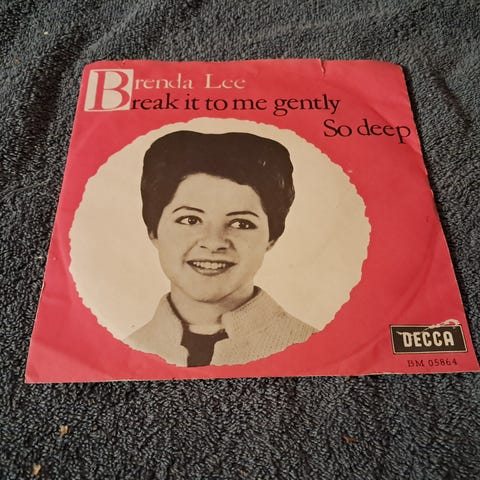 Brenda Lee
Break it to me gently
So deep
DECCA
BM 05864